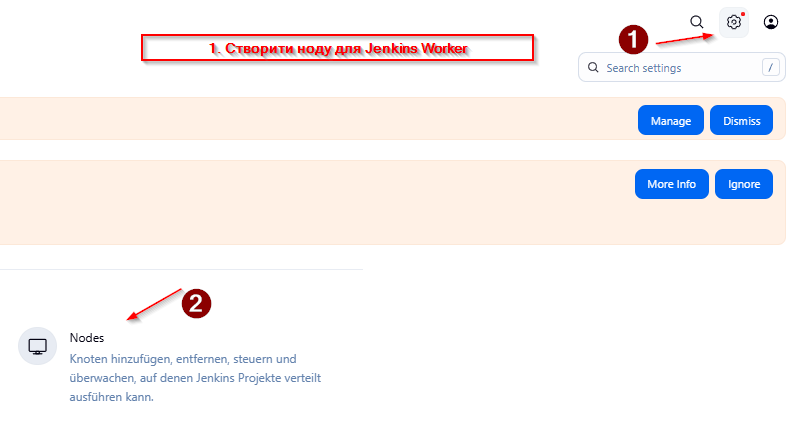 1. Створити ноду для Jenkins Worker
1
Search settings
/
Manage
Dismiss
More Info
Ignore
2
Nodes
Knoten hinzufügen, entfernen, steuern und
überwachen, auf denen Jenkins Projekte verteilt
ausführen kann.